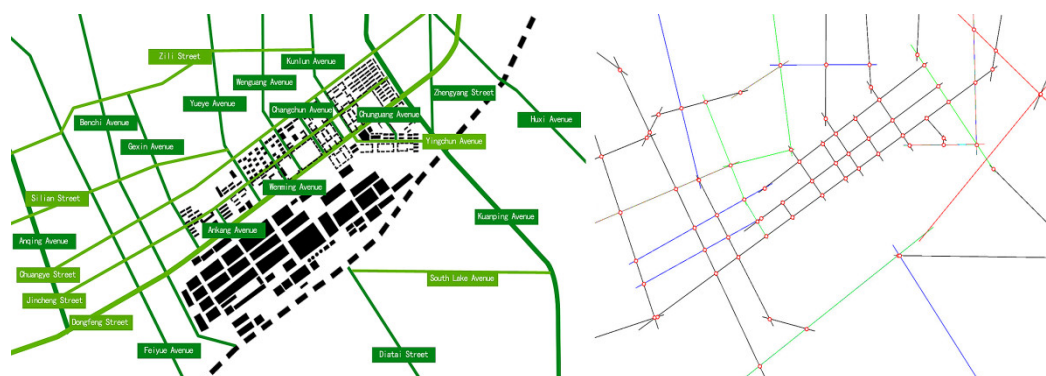 Zili Street
Kunlun Avenue
Wenguang Avenue
Zhengyang Street
Yueye Avenue
Changchun Avenue
Chunguang Avenue
Huxi Avenue
Benchi Avenue
Gexin Avenue
Yingchun Avenue
Wenming Avenue
Silian Street
Kuanping Avenue
Ankang Avenue
Anqing Avenue
Chuangye Street
South Lake Avenue
Jincheng Street
Dongfeng Street
Feiyue Avenue
Diatai Street